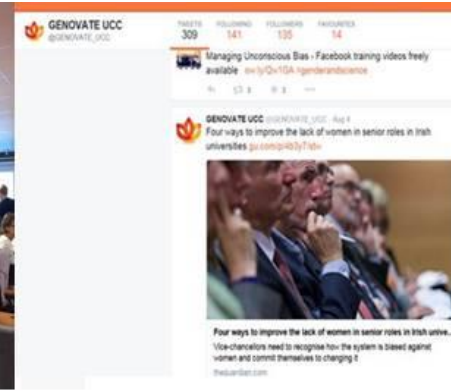 GENOVATE UCC
@GENOVATE_UCC
TWEETS FOLLOWING FOLLOWERS FAVOURITES
309 141 135 14
Managing Unconscious Bias - Facebook training videos freely
available
GENOVATE UCC @GENOVATE_UCC · Aug 4
Four ways to improve the lack of women in senior roles in Irish
universities
Four ways to improve the lack of women in senior roles in Irish unive...
Vice-chancellors need to recognise how the system is biased against
women and commit themselves to changing it
theguardian.com